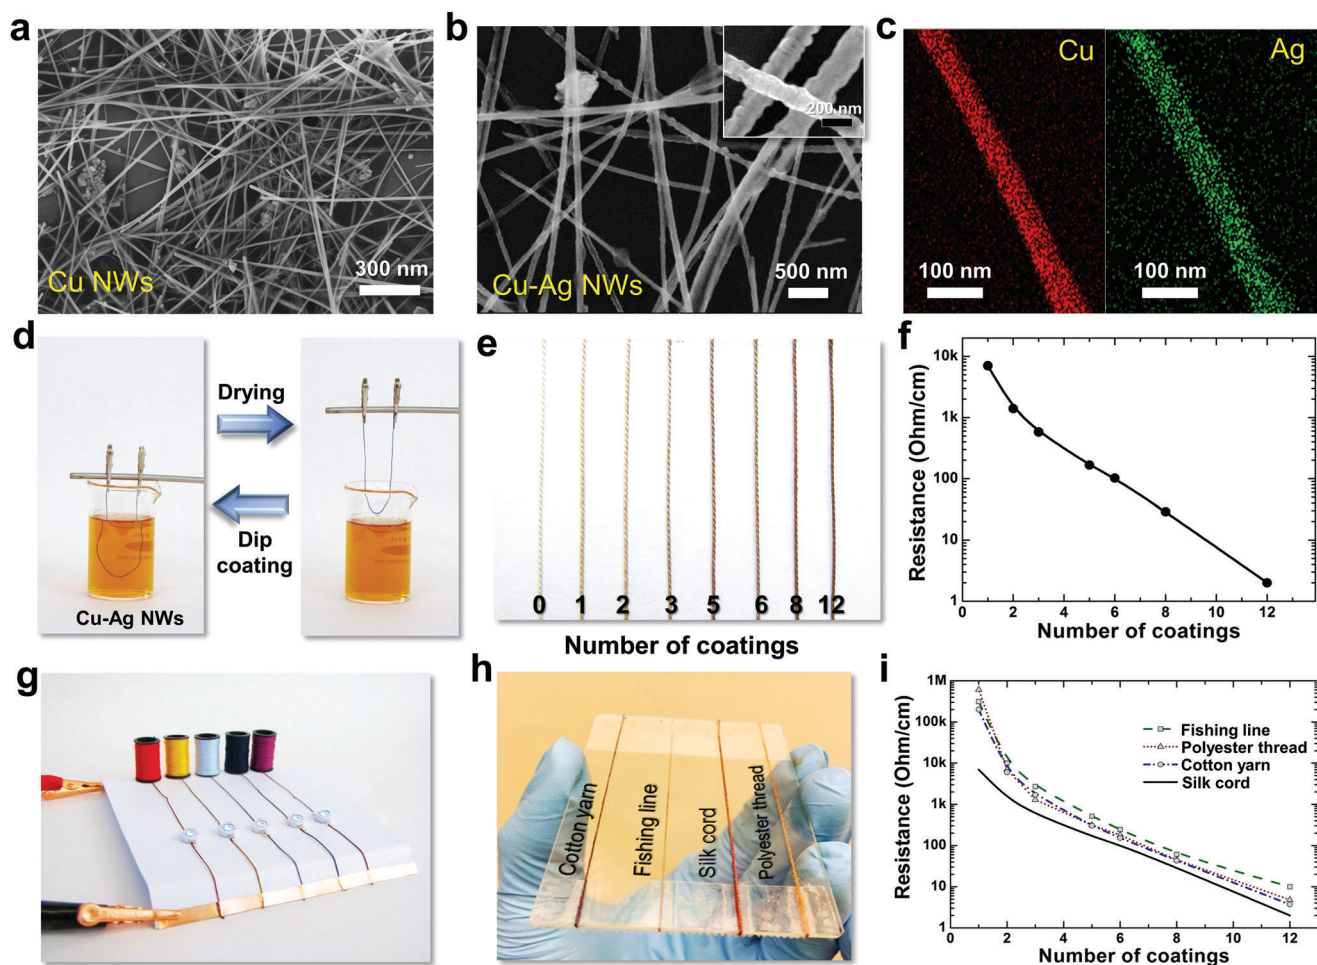 a
Cu NWs
300 nm
b
200 nm
Cu-Ag NWs
500 nm
c
Cu
Ag
100 nm
100 nm
d
Drying
Dip
coating
Cu-Ag NWs
e
0 1 2 3 5 6 8 12
Number of coatings
f
10k
1k
100
10
1
0 2 4 6 8 10 12
Resistance (Ohm/cm)
Number of coatings
g
h
Cotton yarn
Fishing line
Silk cord
Polyester thread
i
1M
100k
10k
1k
100
10
1
0 2 4 6 8 10 12
Resistance (Ohm/cm)
Number of coatings
Fishing line
Polyester thread
Cotton yarn
Silk cord